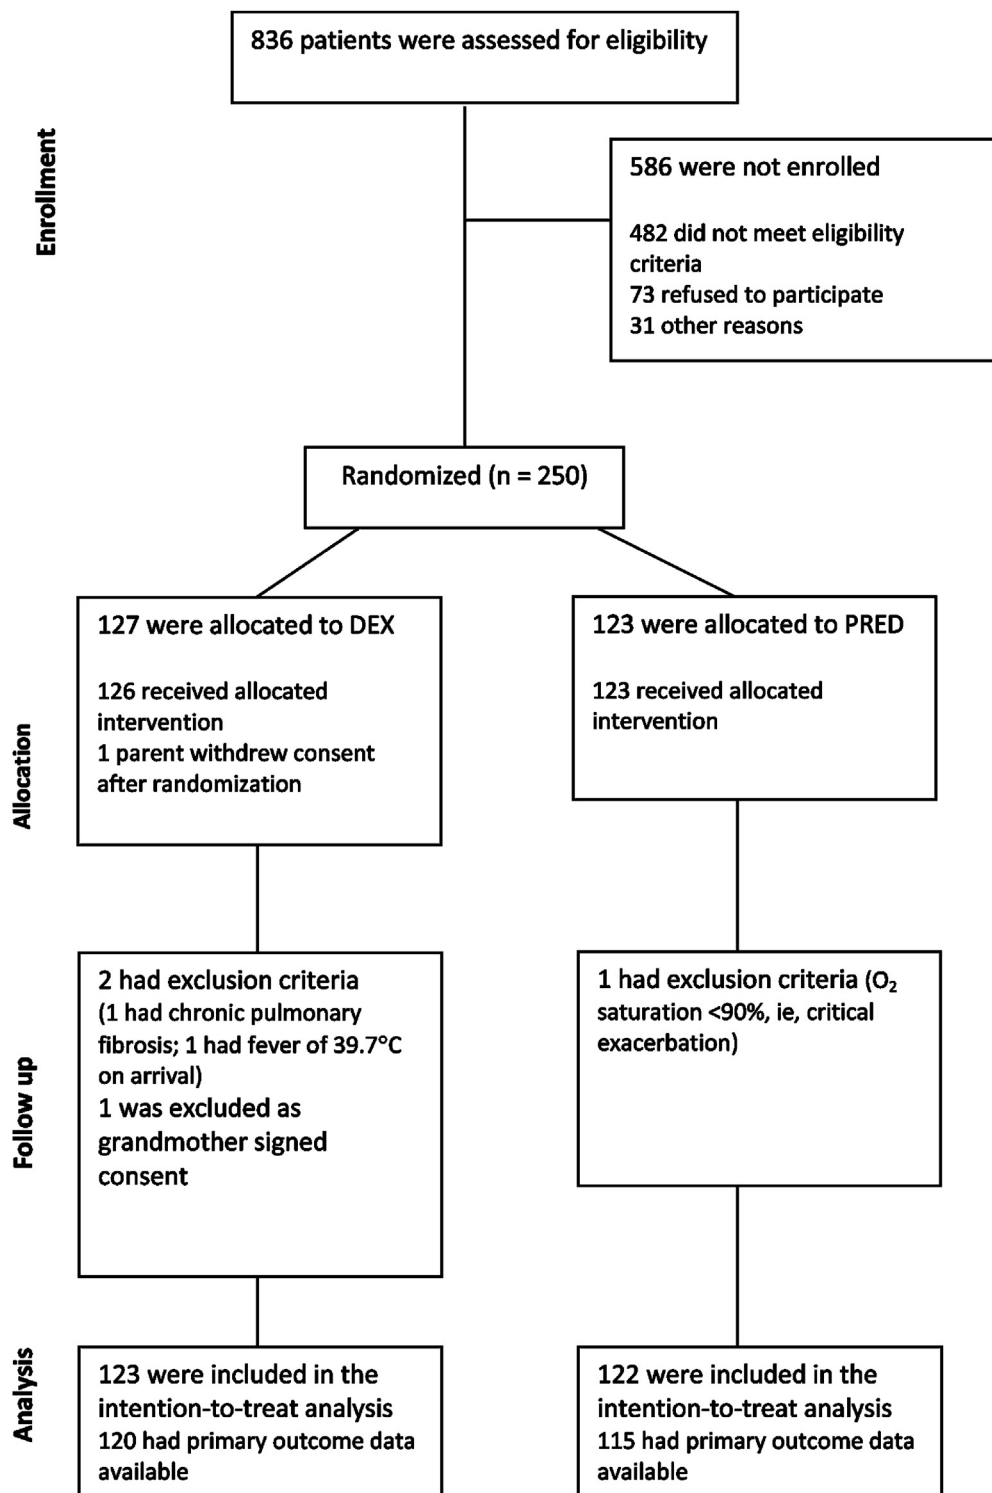 836 patients were assessed for eligibility
Enrollment
586 were not enrolled
482 did not meet eligibility
criteria
73 refused to participate
31 other reasons
Randomized (n = 250)
127 were allocated to DEX
126 received allocated
intervention
1 parent withdrew consent
after randomization
123 were allocated to PRED
123 received allocated
intervention
Allocation
2 had exclusion criteria
(1 had chronic pulmonary
fibrosis; 1 had fever of 39.7°C
on arrival)
1 was excluded as
grandmother signed
consent
1 had exclusion criteria (O₂
saturation <90%, ie, critical
exacerbation)
Follow up
123 were included in the
intention-to-treat analysis
120 had primary outcome data
available
122 were included in the
intention-to-treat analysis
115 had primary outcome data
available
Analysis